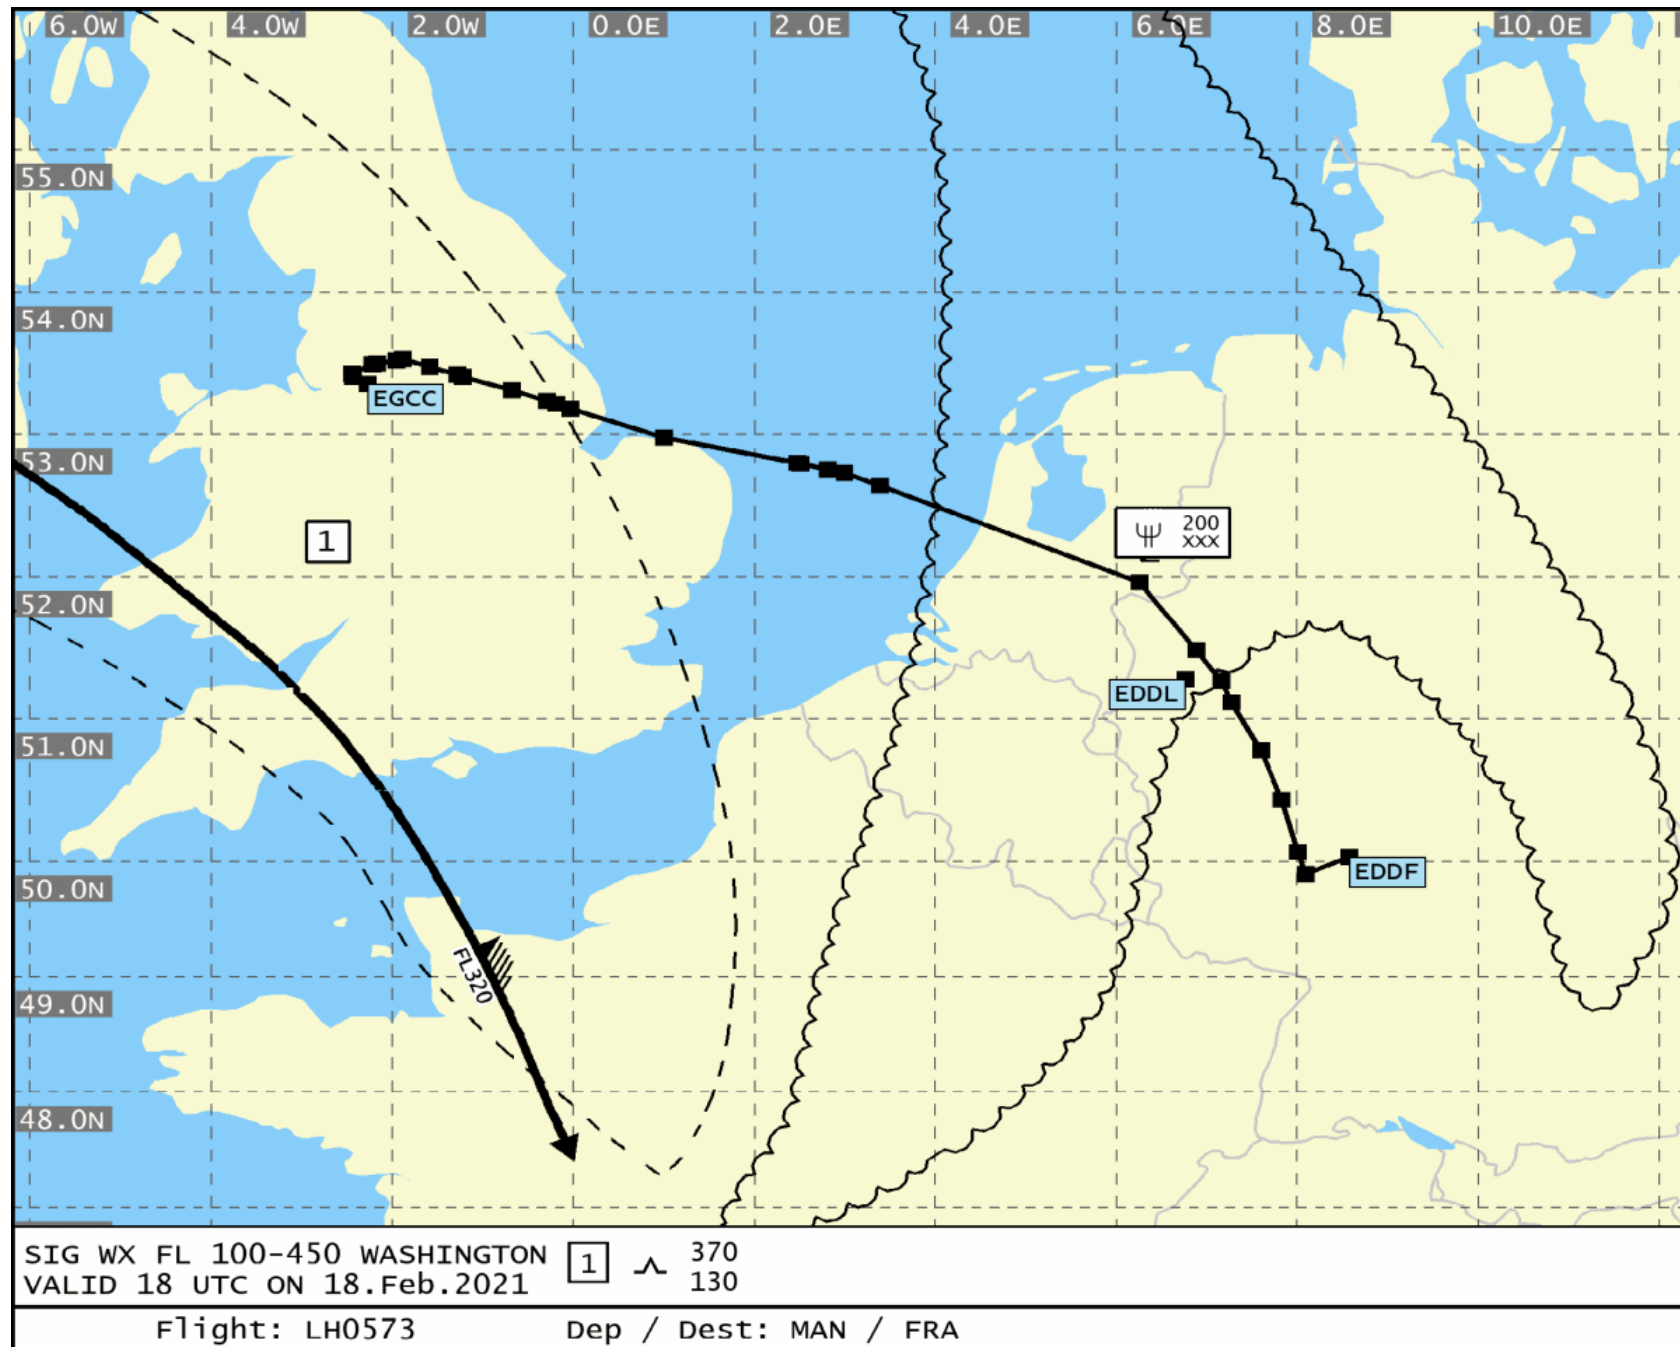 6.0W 4.0W 2.0W 0.0E 2.0E 4.0E 6.0E 8.0E 10.0E
55.0N
54.0N
EGCC
53.0N
1
200
XXX
52.0N
EDDL
51.0N
50.0N
EDDF
FL320
49.0N
48.0N
SIG WX FL 100-450 WASHINGTON
VALID 18 UTC ON 18.Feb.2021
1
370
130
Flight: LH0573 Dep / Dest: MAN / FRA